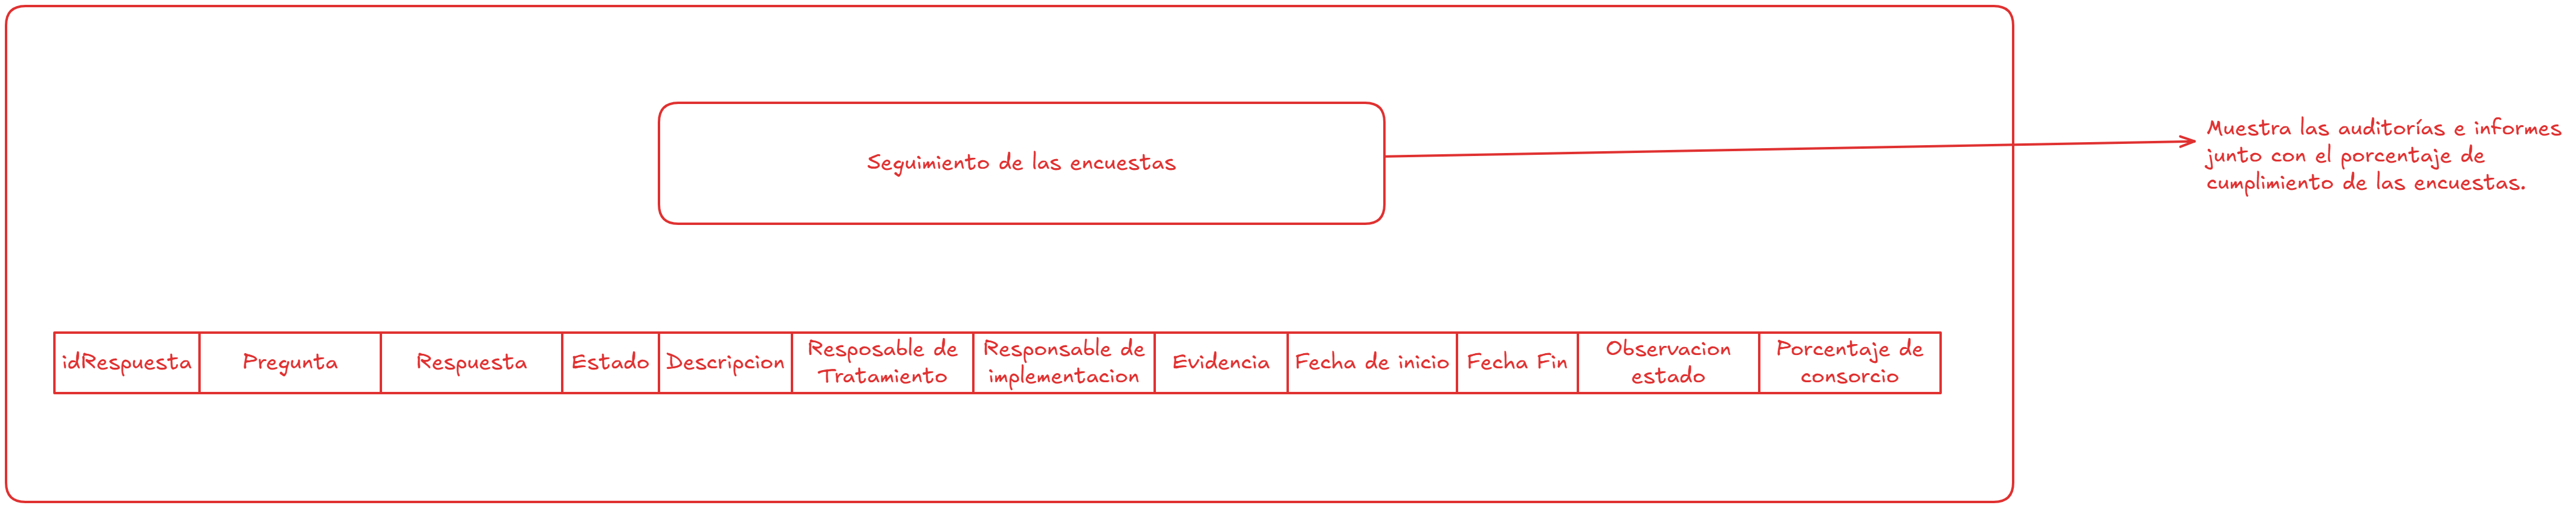 Seguimiento de las encuestas
Muestra las auditorías e informes
junto con el porcentaje de
cumplimiento de las encuestas.
idRespuesta
Pregunta
Respuesta
Estado
Descripcion
Resposable de
Tratamiento
Responsable de
implementacion
Evidencia
Fecha de inicio
Fecha Fin
Observacion
estado
Porcentaje de
consorcio